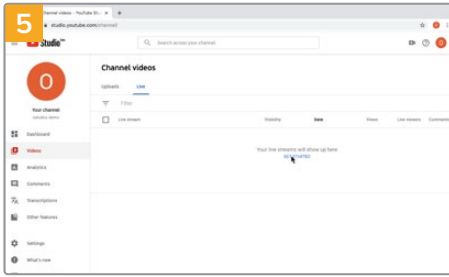 5
Channel videos - YouTube Stu
studio.youtube.com/channel
Studio
Search across your channel
O
O
Channel videos
Uploads Live
Filter
Your channel
Live stream Visibility Date Views Live viewers Comments
Dashboard
Videos
Your live streams will show up here
GET STARTED
Analytics
Comments
Transcriptions
Other features
Settings
What's new